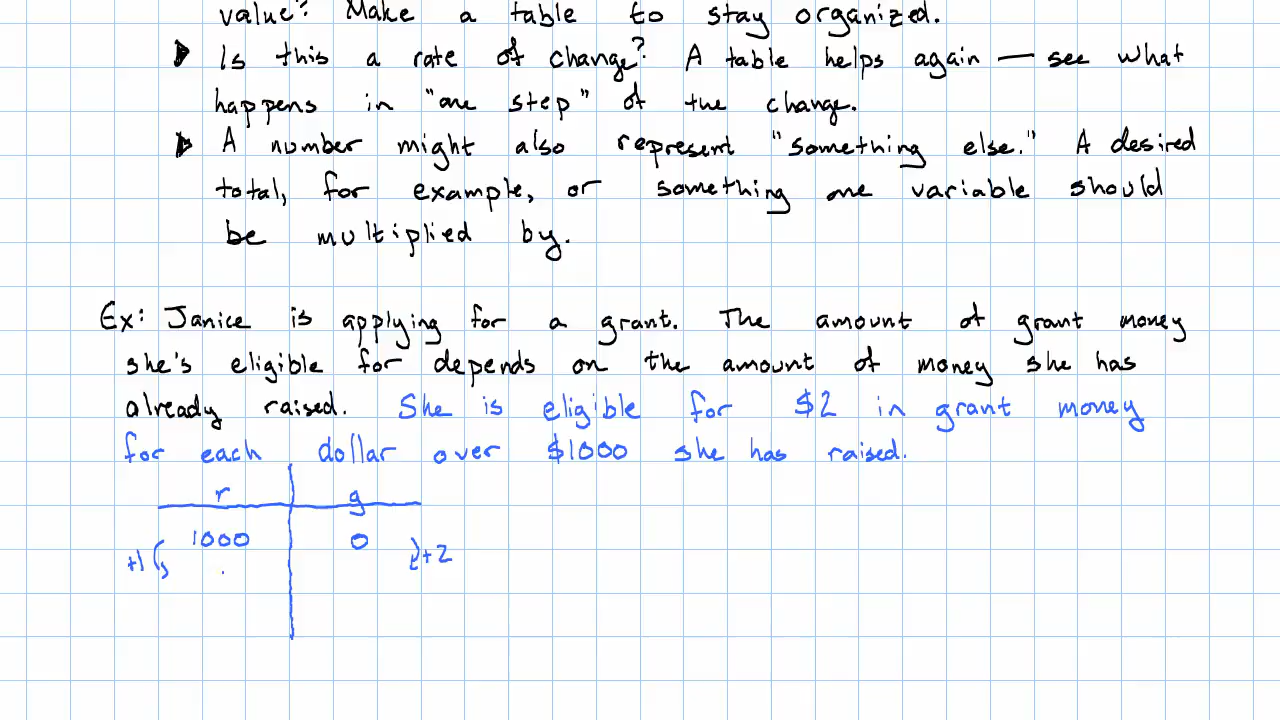 value? Make a table to stay organized.
Is this a rate of change? A table helps again — see what
happens in "one step" of the change.
A number might also represent "something else." A desired
total, for example, or something one variable should
be multiplied by.
Ex: Janice is applying for a grant. The amount of grant money
she's eligible for depends on the amount of money she has
already raised. She is eligible for $2 in grant money
for each dollar over $1000 she has raised.
r g
1000 0
+1 +2